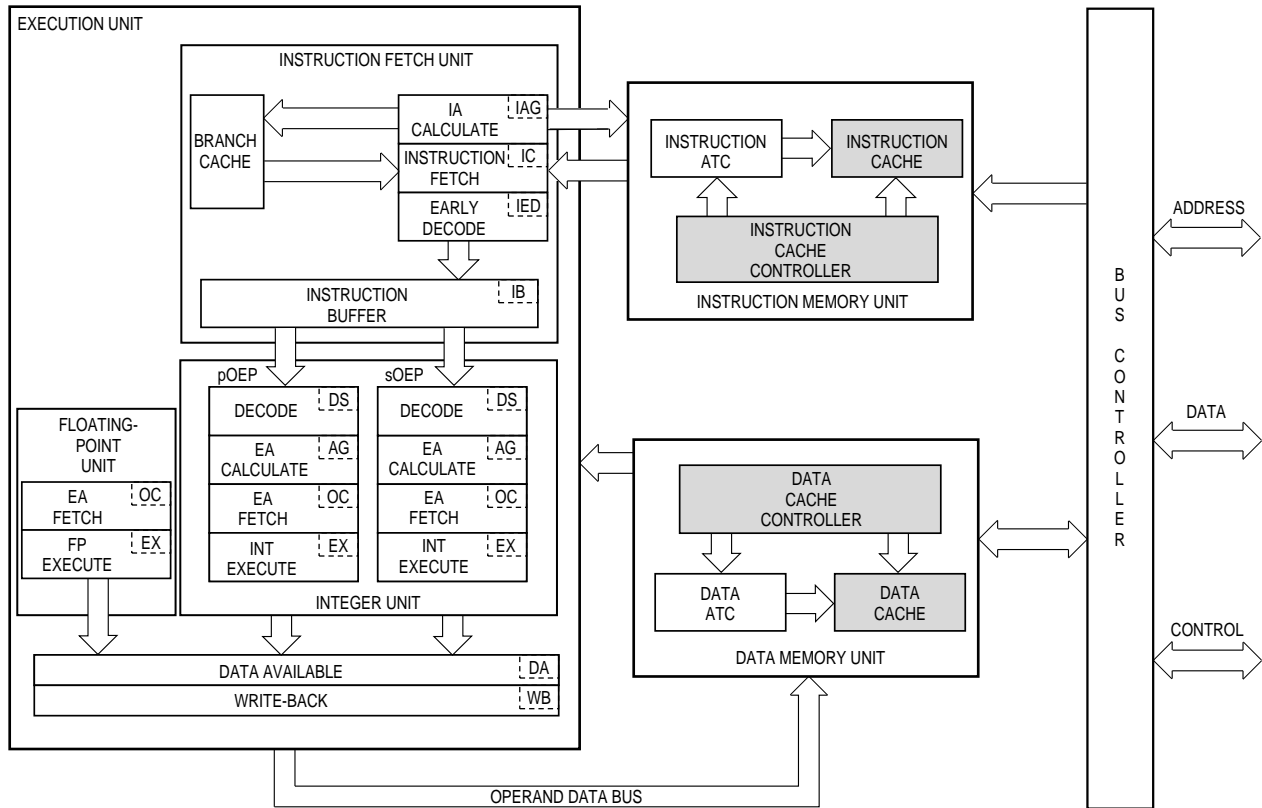 EXECUTION UNIT
INSTRUCTION FETCH UNIT
BRANCH
CACHE
IA
CALCULATE
IAG
INSTRUCTION
FETCH
IC
EARLY
DECODE
IED
INSTRUCTION
BUFFER
IB
pOEP
DECODE
DS
EA
CALCULATE
AG
EA
FETCH
OC
INT
EXECUTE
EX
sOEP
DECODE
DS
EA
CALCULATE
AG
EA
FETCH
OC
INT
EXECUTE
EX
INTEGER UNIT
FLOATING-
POINT
UNIT
EA
FETCH
OC
FP
EXECUTE
EX
DATA AVAILABLE
DA
WRITE-BACK
WB
INSTRUCTION
ATC
INSTRUCTION
CACHE
INSTRUCTION
CACHE
CONTROLLER
INSTRUCTION MEMORY UNIT
DATA
CACHE
CONTROLLER
DATA
ATC
DATA
CACHE
DATA MEMORY UNIT
OPERAND DATA BUS
BUS CONTROLLER
ADDRESS
DATA
CONTROL